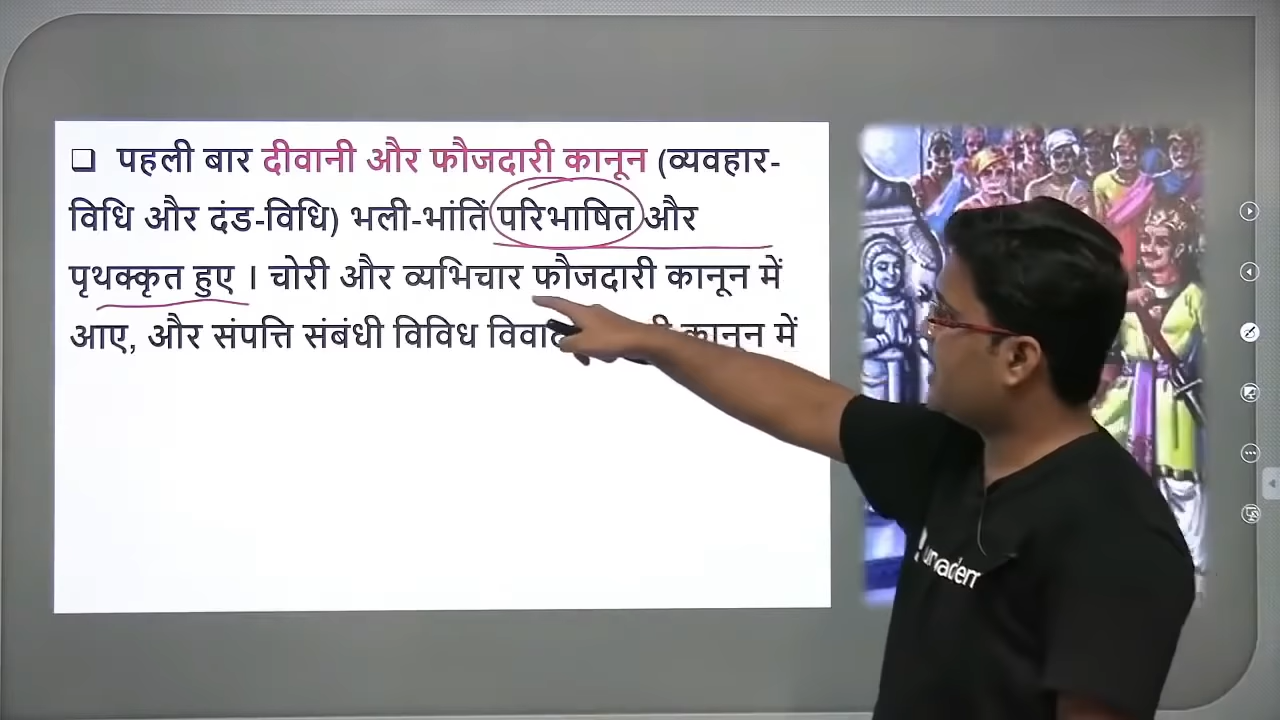 ❑ पहली बार दीवानी और फौजदारी कानून (व्यवहार-
विधि और दंड-विधि) भली-भांतिं परिभाषित और
पृथक्कृत हुए । चोरी और व्यभिचार फौजदारी कानून में
आए, और संपत्ति संबंधी विविध कानून में